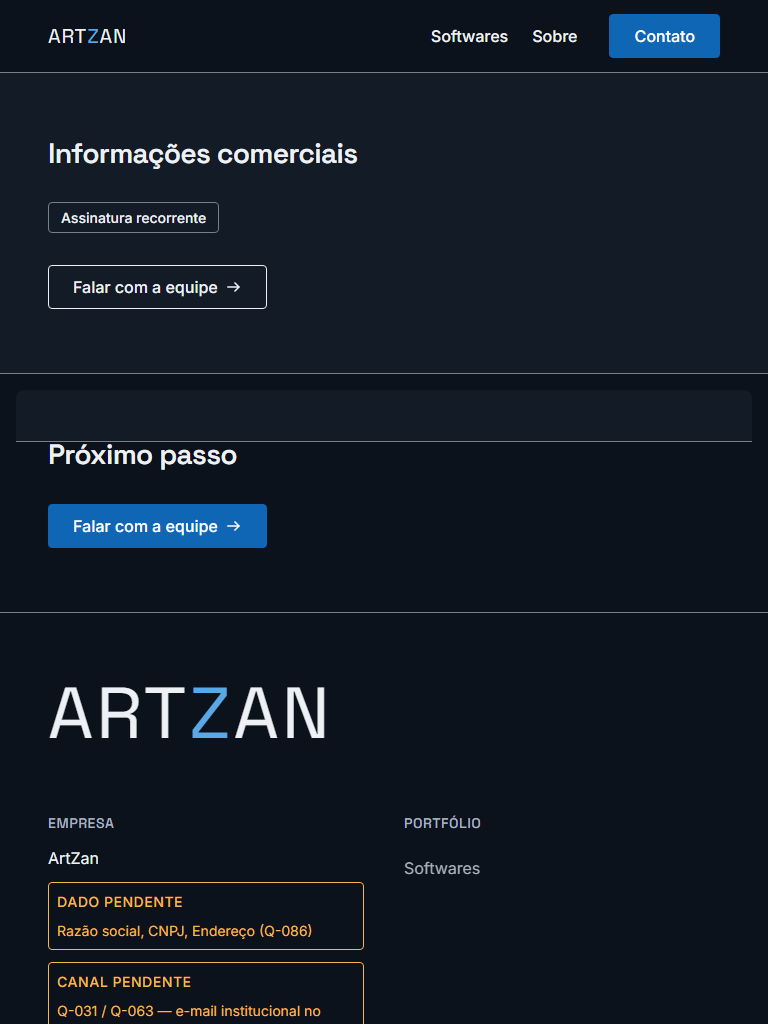 ARTZAN
Softwares Sobre Contato
Informações comerciais
Assinatura recorrente
Falar com a equipe →
Próximo passo
Falar com a equipe →
ARTZAN
EMPRESA
ArtZan
DADO PENDENTE
Razão social, CNPJ, Endereço (Q-086)
CANAL PENDENTE
Q-031 / Q-063 — e-mail institucional no
PORTFÓLIO
Softwares